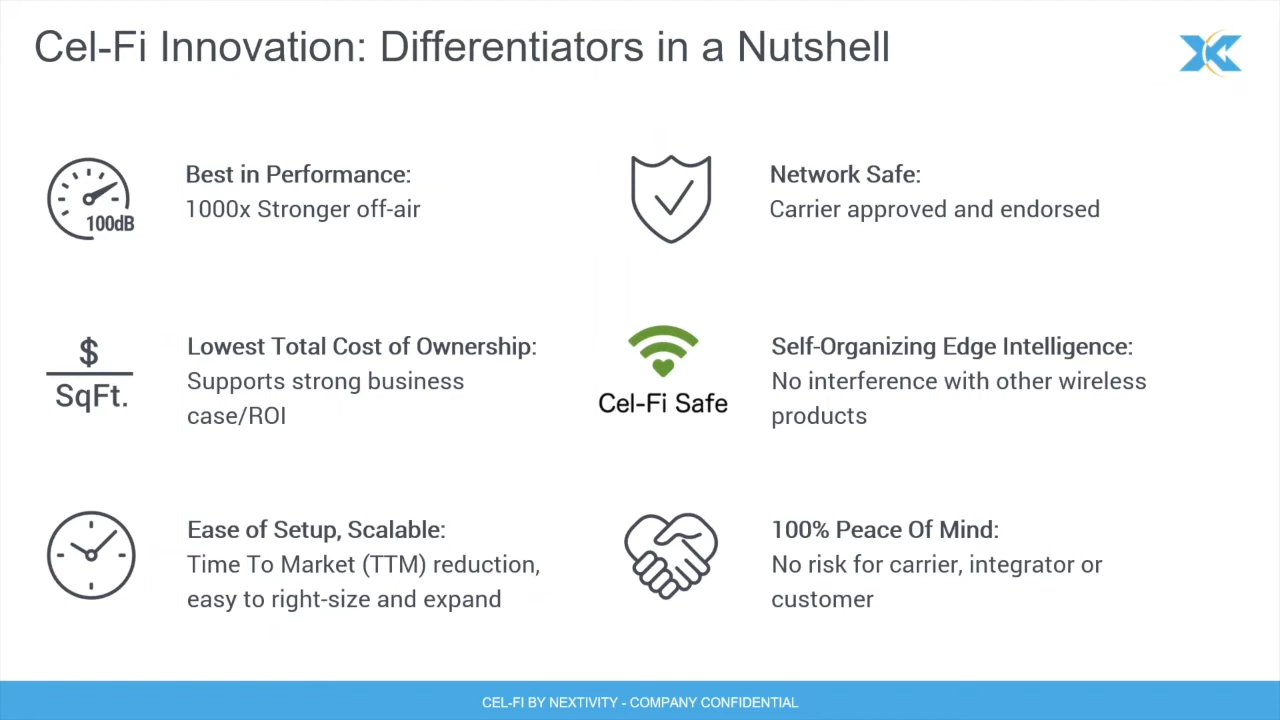 Cel-Fi Innovation: Differentiators in a Nutshell
100dB
Best in Performance:
1000x Stronger off-air
Network Safe:
Carrier approved and endorsed
$
SqFt.
Lowest Total Cost of Ownership:
Supports strong business
case/ROI
Cel-Fi Safe
Self-Organizing Edge Intelligence:
No interference with other wireless
products
Ease of Setup, Scalable:
Time To Market (TTM) reduction,
easy to right-size and expand
100% Peace Of Mind:
No risk for carrier, integrator or
customer
CEL-FI BY NEXTIVITY - COMPANY CONFIDENTIAL